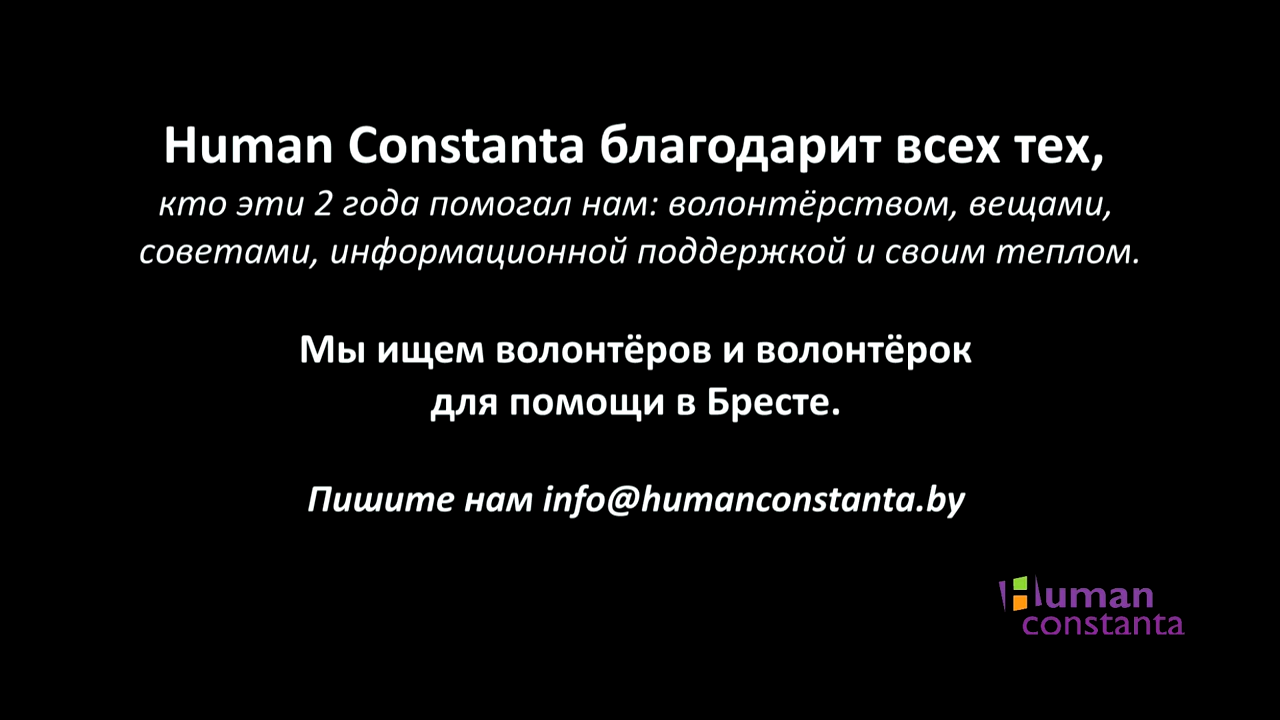 Human Constanta благодарит всех тех,
кто эти 2 года помогал нам: волонтёрством, вещами,
советами, информационной поддержкой и своим теплом.
Мы ищем волонтёров и волонтёрок
для помощи в Бресте.
Пишите нам info@humanconstanta.by
Human
constanta